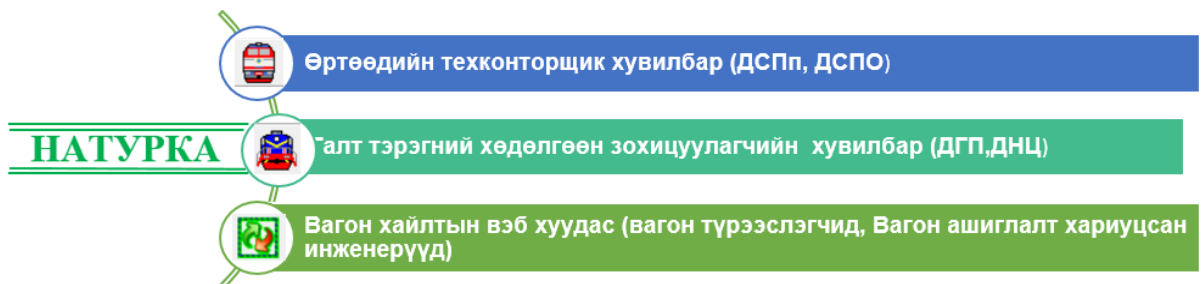 Өртөөдийн техконторщик хувилбар (ДСПп, ДСПО)
НАТУРКА
Галт тэрэгний хөдөлгөөн зохицуулагчийн хувилбар (ДГП,ДНЦ)
Вагон хайлтын вэб хуудас (вагон түрээслэгчид, Вагон ашиглалт хариуцсан
инженерүүд)